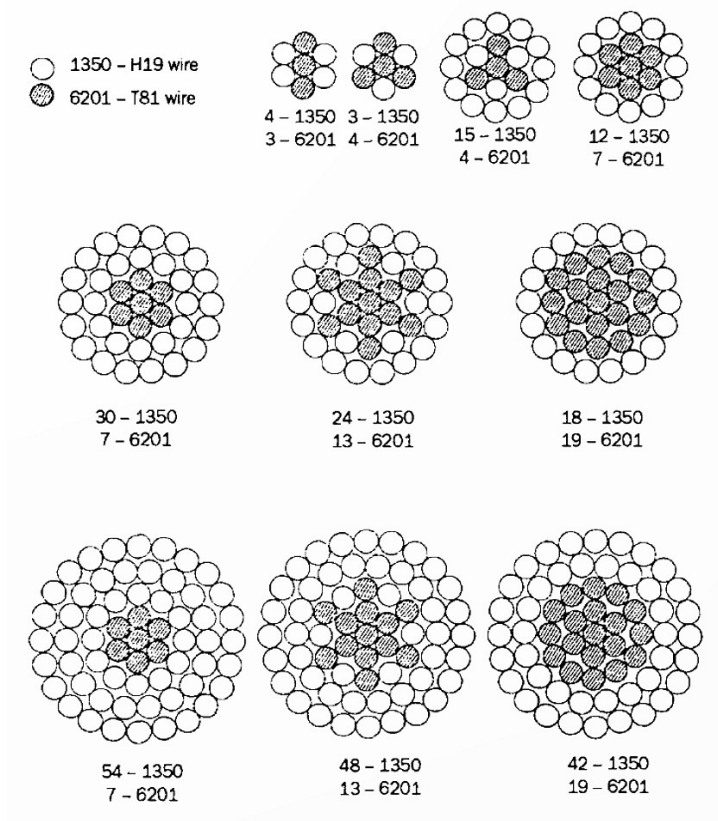 1350 – H19 wire
6201 – T81 wire
4 – 1350
3 – 6201
3 – 1350
4 – 6201
15 – 1350
4 – 6201
12 – 1350
7 – 6201
30 – 1350
7 – 6201
24 – 1350
13 – 6201
18 – 1350
19 – 6201
54 – 1350
7 – 6201
48 – 1350
13 – 6201
42 – 1350
19 – 6201